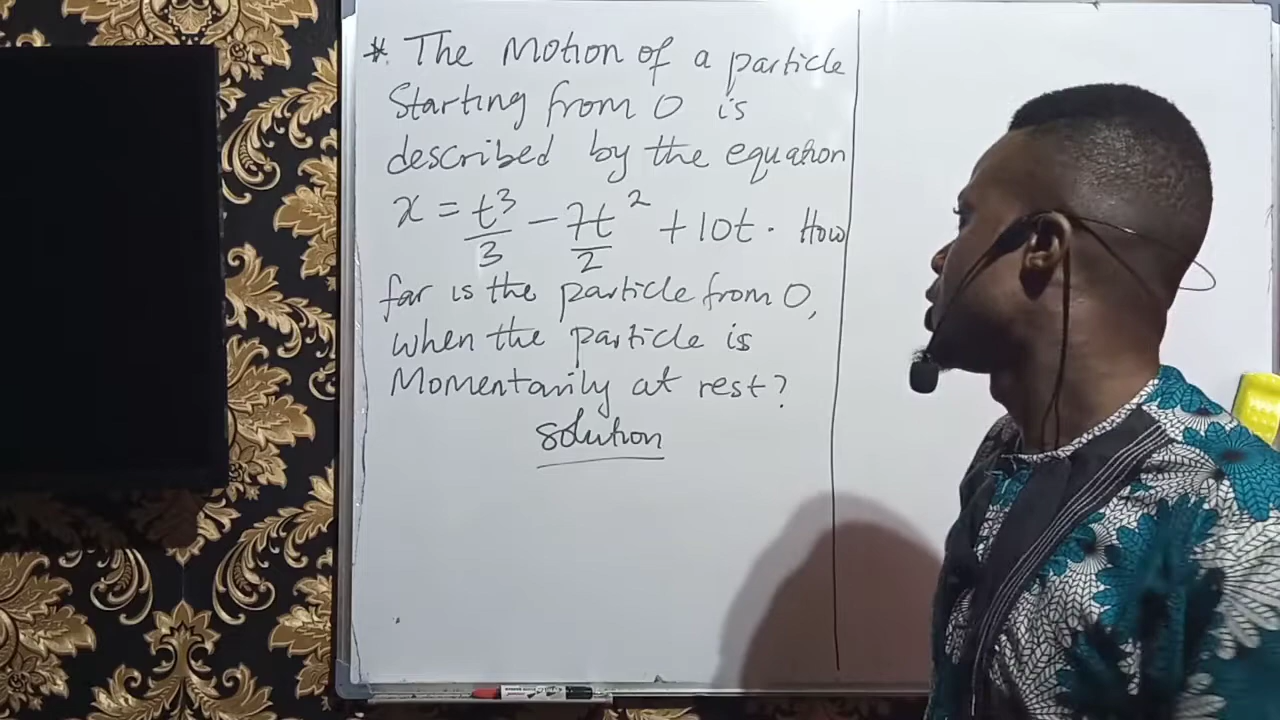 *. The Motion of a particle
Starting from O is
described by the equation
x = t³/3 − 7t²/2 + 10t. How
far is the particle from O,
when the particle is
Momentarily at rest?
solution